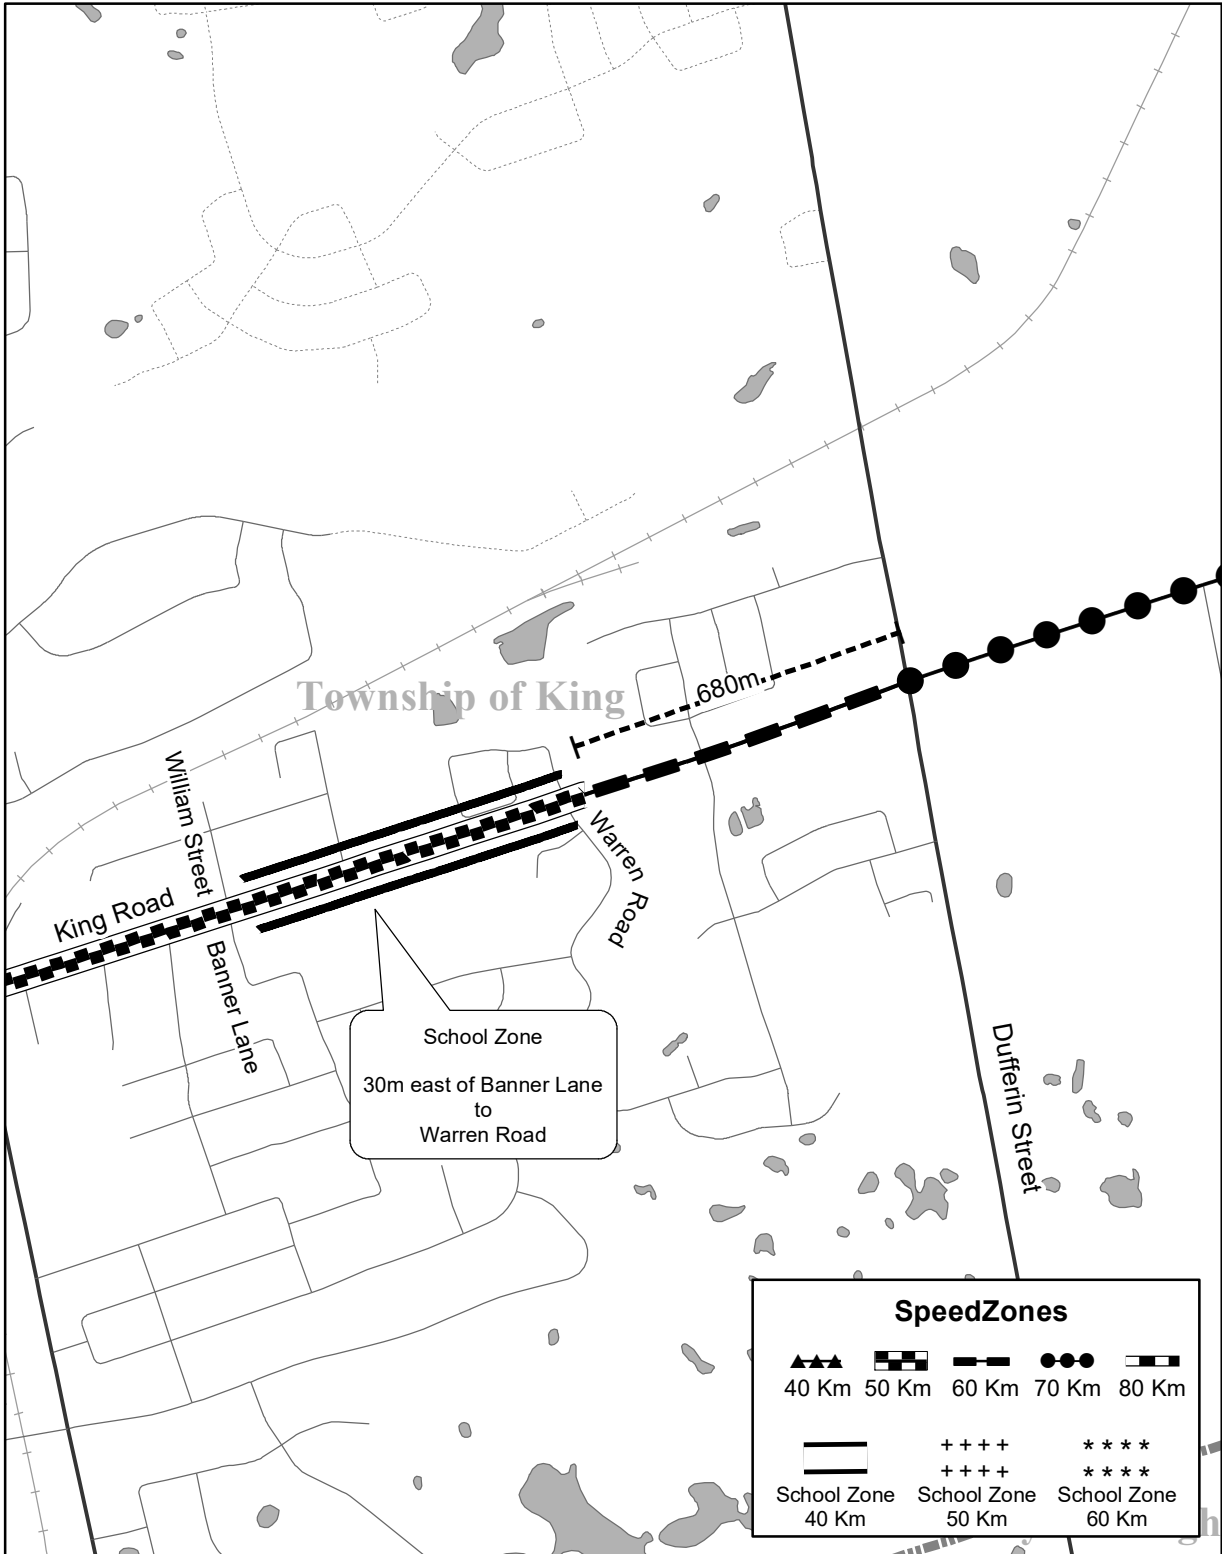 680m
Township of King
William Street
Warren Road
King Road
Banner Lane
School Zone
30m east of Banner Lane
to
Warren Road
Dufferin Street
SpeedZones
40 Km 50 Km 60 Km 70 Km 80 Km
+ + + + * * * *
+ + + + * * * *
School Zone School Zone School Zone
40 Km 50 Km 60 Km